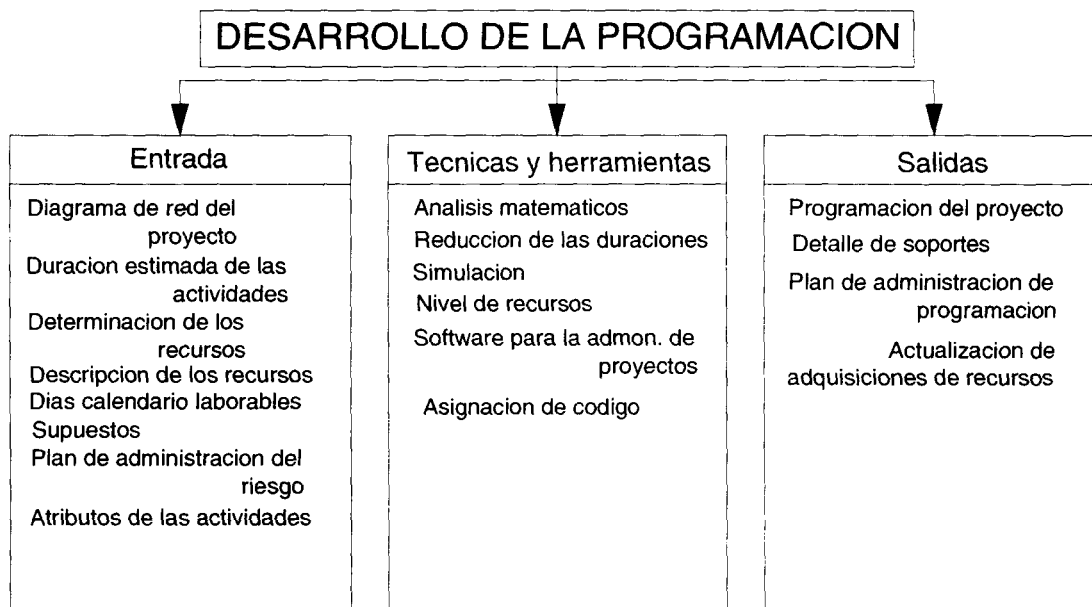 DESARROLLO DE LA PROGRAMACION
Entrada
Diagrama de red del
proyecto
Duracion estimada de las
actividades
Determinacion de los
recursos
Descripcion de los recursos
Dias calendario laborables
Supuestos
Plan de administracion del
riesgo
Atributos de las actividades
Tecnicas y herramientas
Analisis matematicos
Reduccion de las duraciones
Simulacion
Nivel de recursos
Software para la admon. de
proyectos
Asignacion de codigo
Salidas
Programacion del proyecto
Detalle de soportes
Plan de administracion de
programacion
Actualizacion de
adquisiciones de recursos